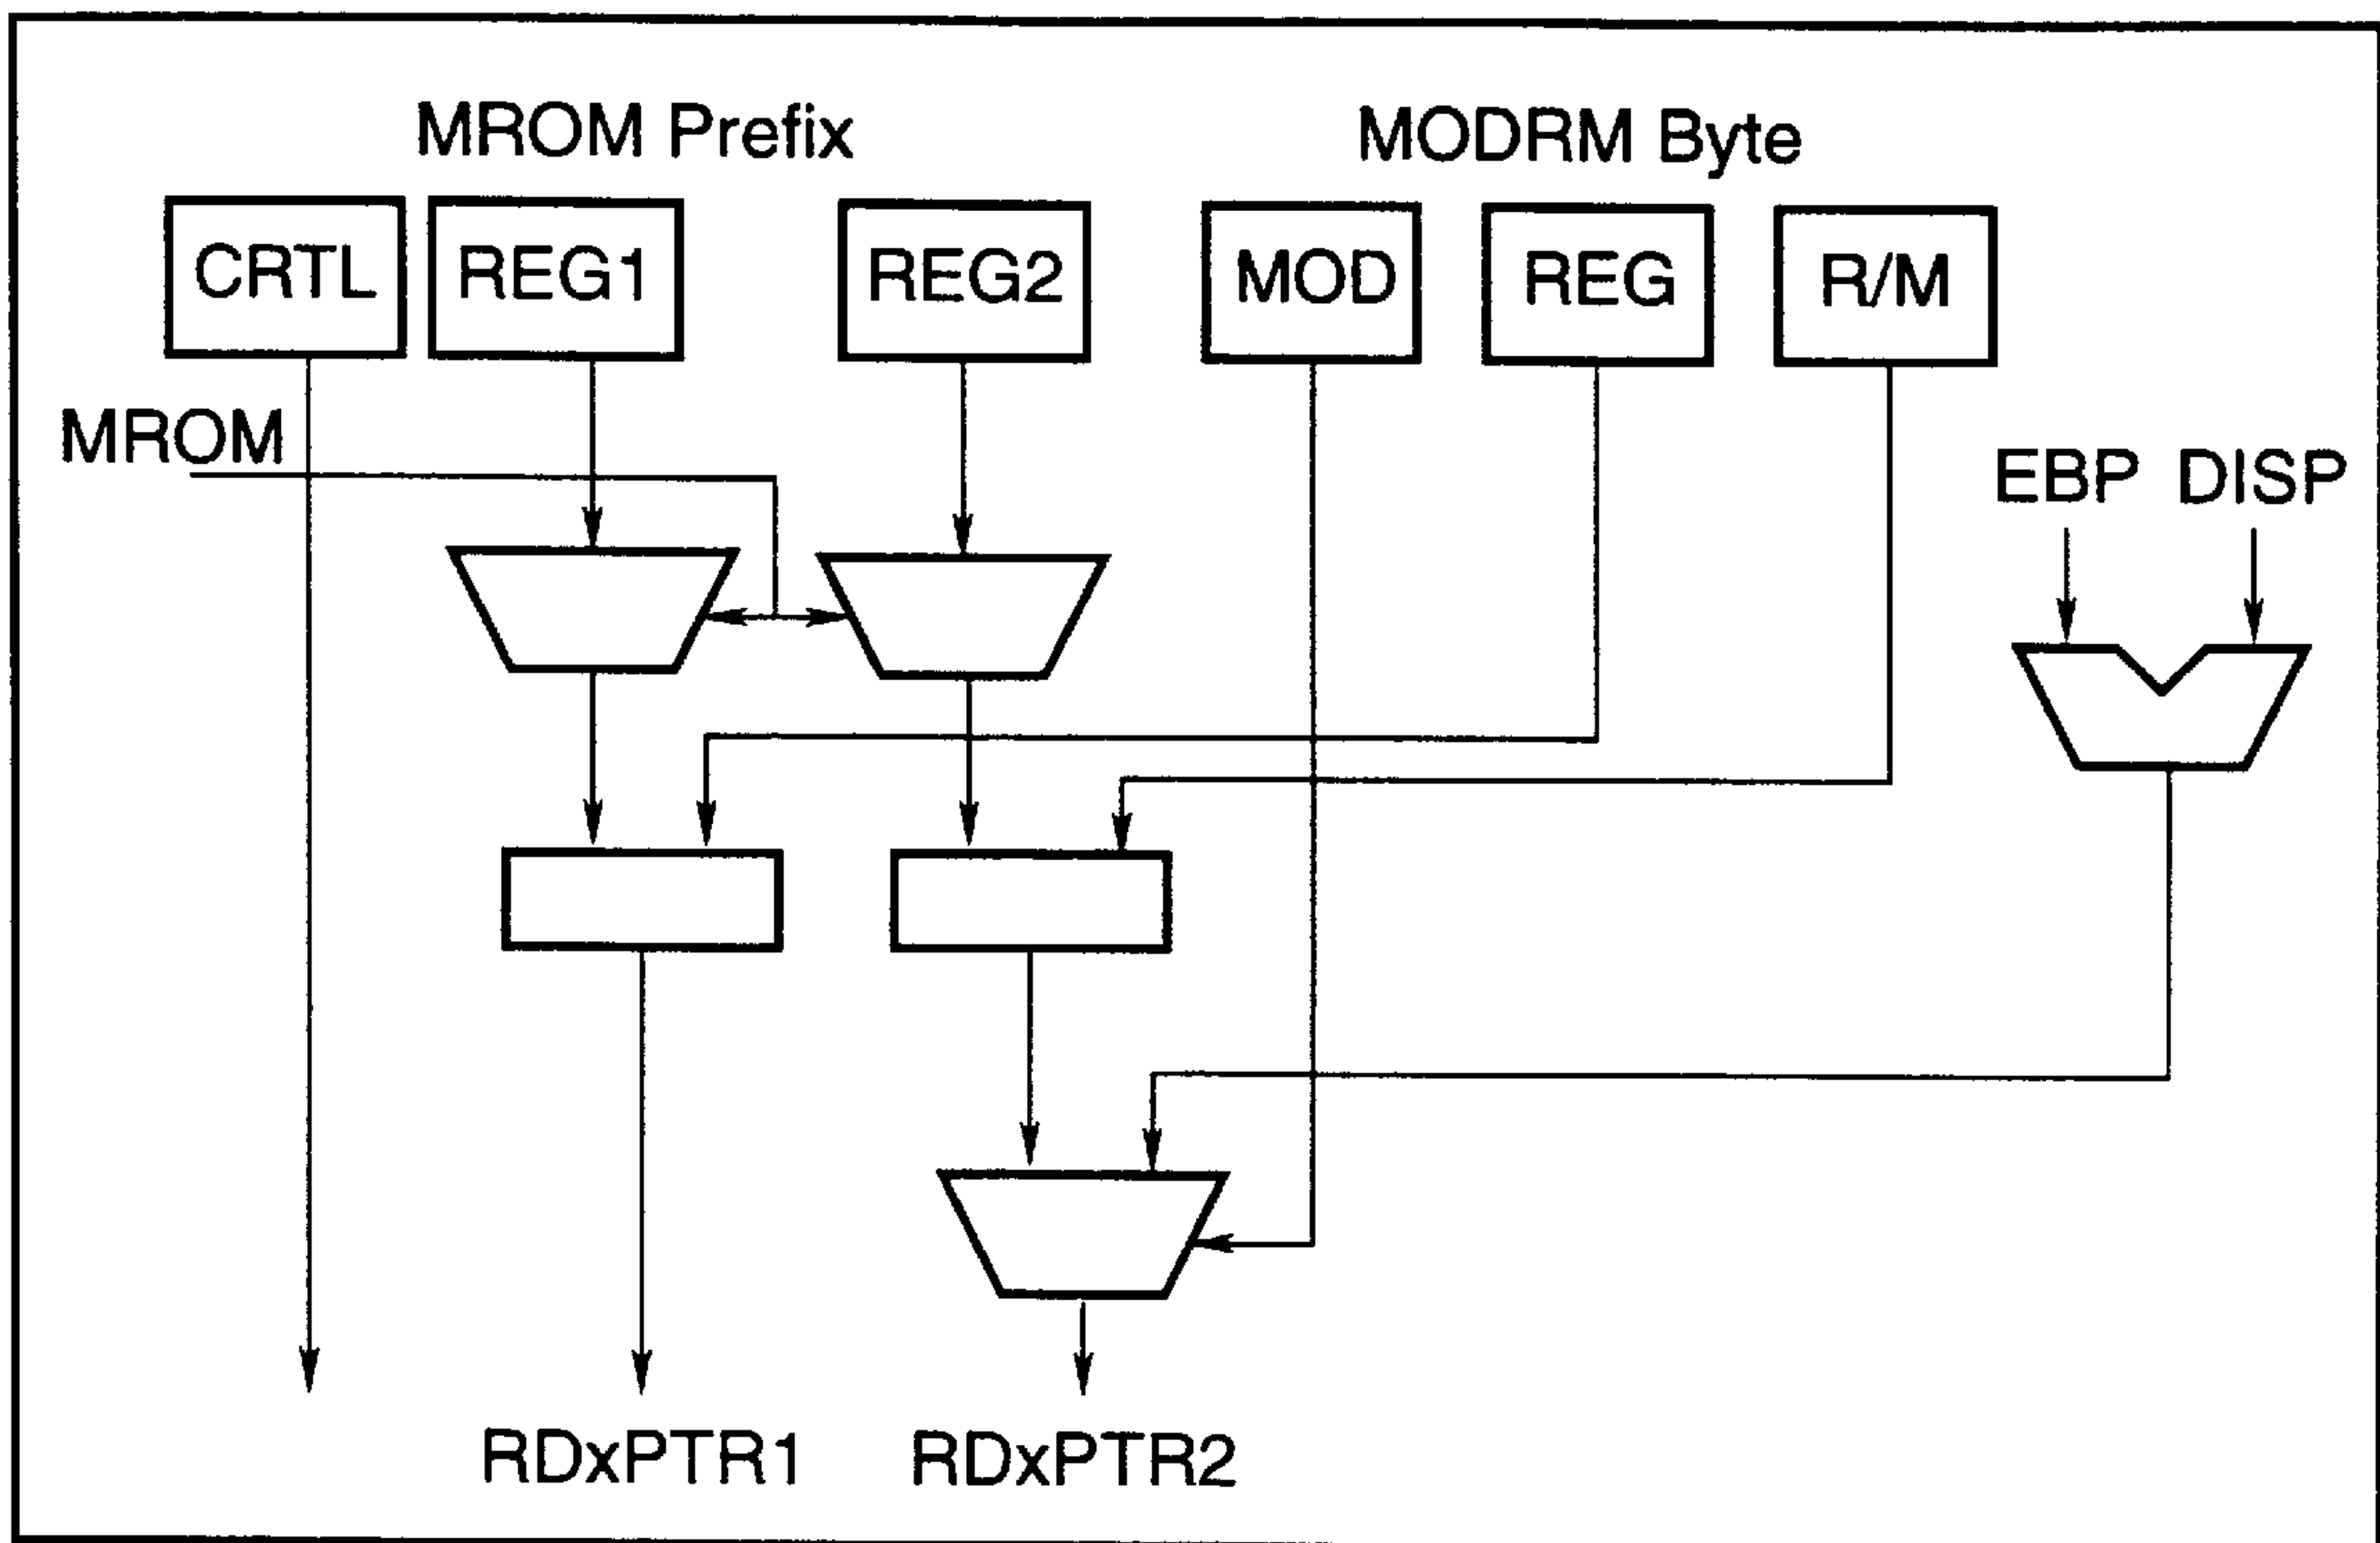 MROM Prefix
MODRM Byte
CRTL
REG1
REG2
MOD
REG
R/M
MROM
EBP
DISP
RDxPTR1
RDxPTR2